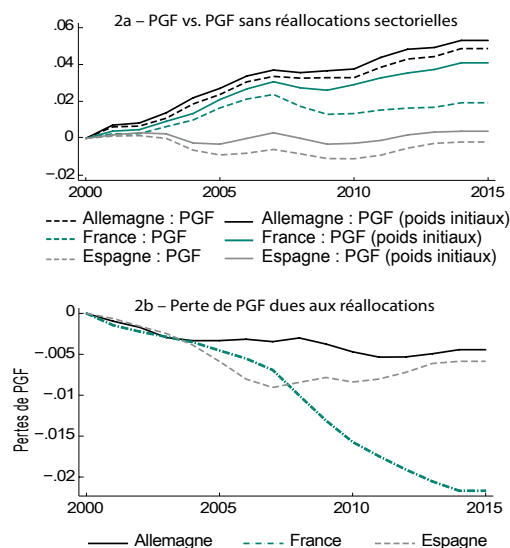 2a – PGF vs. PGF sans réallocations sectorielles
.06
.04
.02
0
-.02
2000 2005 2010 2015
Allemagne : PGF Allemagne : PGF (poids initiaux)
France : PGF France : PGF (poids initiaux)
Espagne : PGF Espagne : PGF (poids initiaux)
2b – Perte de PGF dues aux réallocations
Pertes de PGF
0
-.005
-.01
-.015
-.02
2000 2005 2010 2015
Allemagne France Espagne